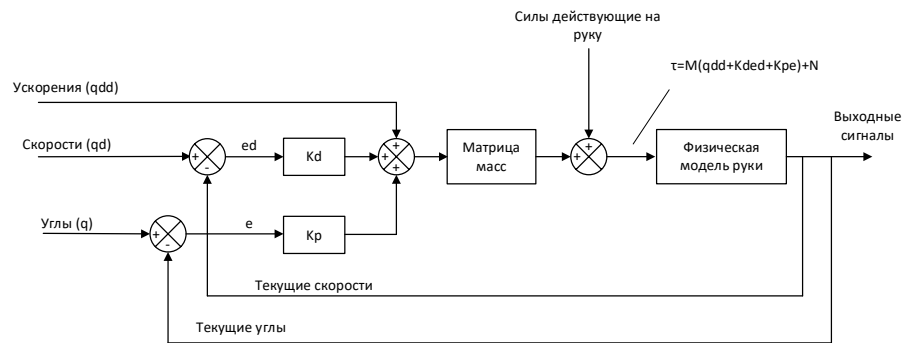 Силы действующие на
руку
τ=M(qdd+Kded+Kpe)+N
Ускорения (qdd)
Выходные
сигналы
Скорости (qd)
+
-
ed
Kd
+
+
+
Матрица
масс
+
+
Физическая
модель руки
Углы (q)
+
-
e
Kp
Текущие скорости
Текущие углы